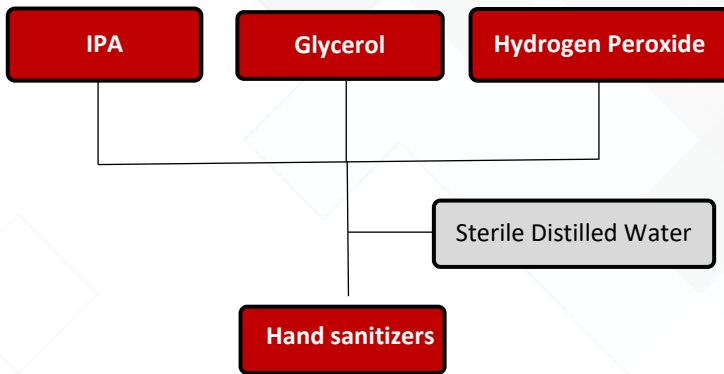 IPA
Glycerol
Hydrogen Peroxide
Sterile Distilled Water
Hand sanitizers